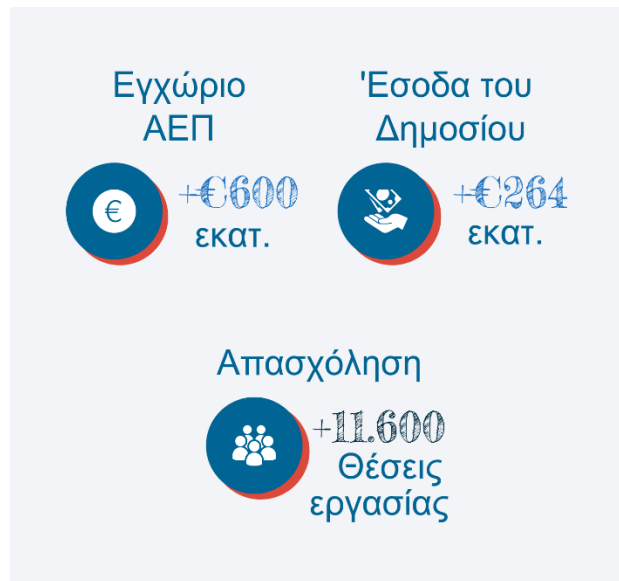 Εγχώριο
ΑΕΠ
€
+€600
εκατ.
'Εσοδα του
Δημοσίου
+€264
εκατ.
Απασχόληση
+11.600
Θέσεις
εργασίας